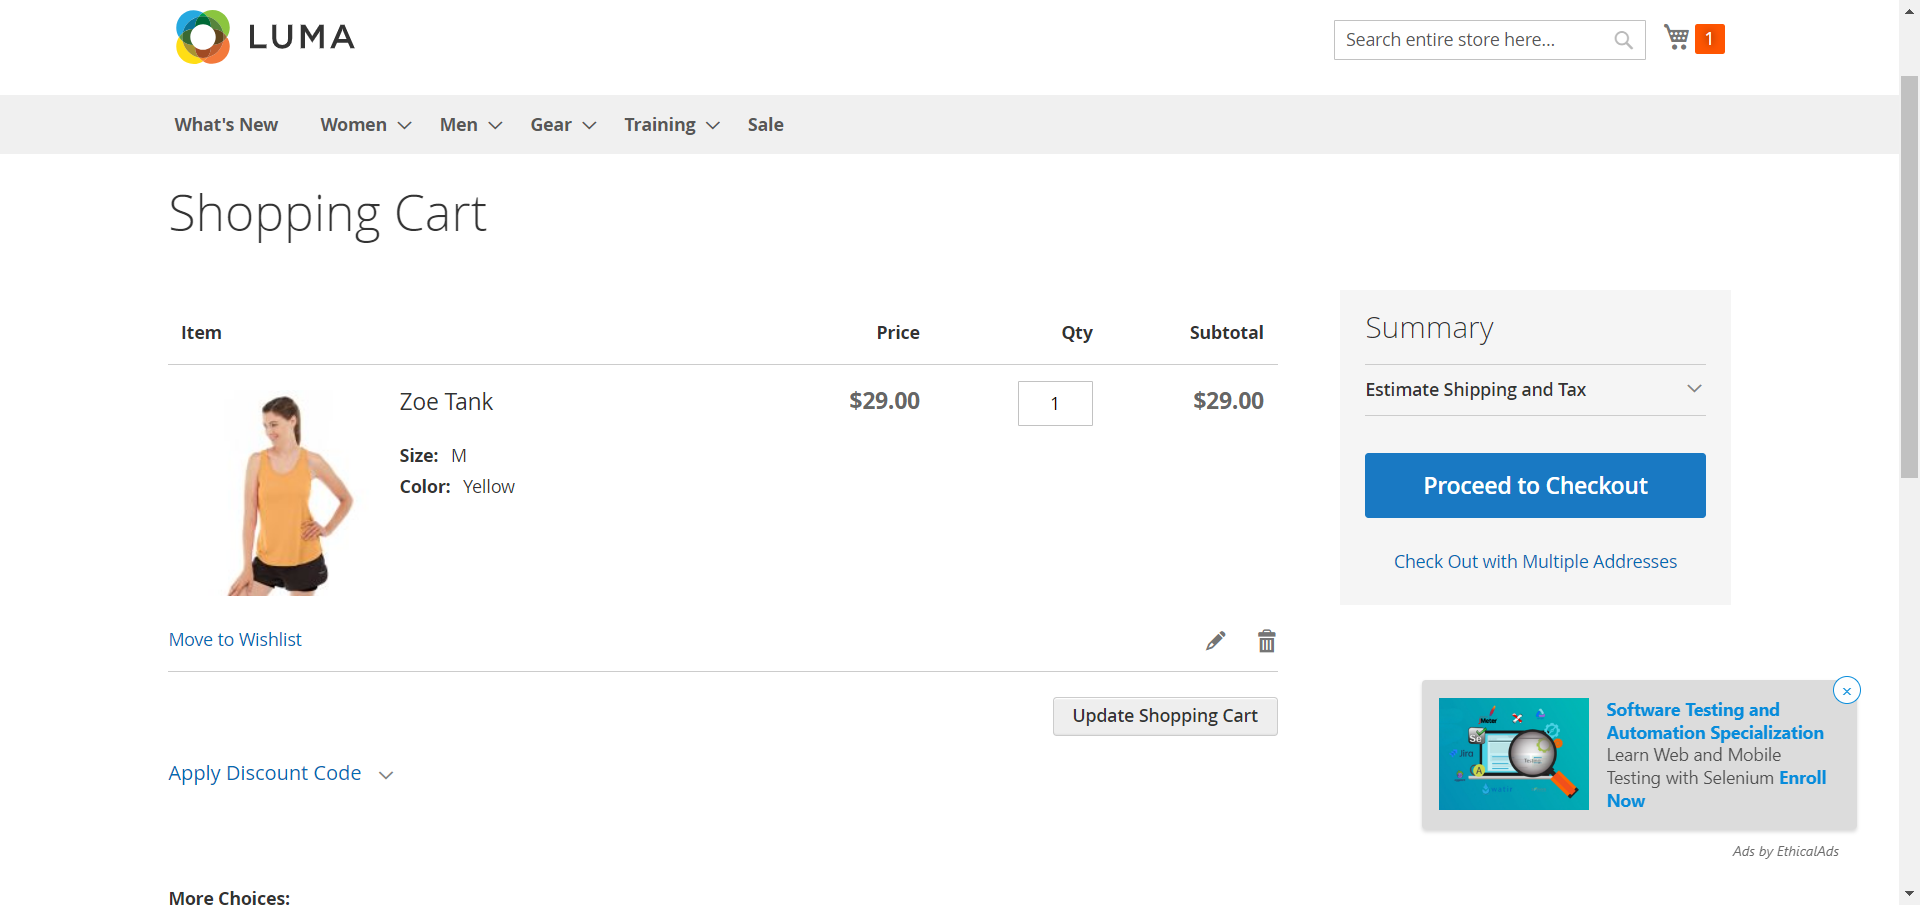 LUMA
Search entire store here...
1
What's New Women Men Gear Training Sale
Shopping Cart
Item Price Qty Subtotal
Zoe Tank $29.00 1 $29.00
Size: M
Color: Yellow
Move to Wishlist
Update Shopping Cart
Apply Discount Code
More Choices:
Summary
Estimate Shipping and Tax
Proceed to Checkout
Check Out with Multiple Addresses
Meter
Se
Jira
A
Software Testing and
Automation Specialization
Learn Web and Mobile
Testing with Selenium Enroll
Now
Ads by EthicalAds